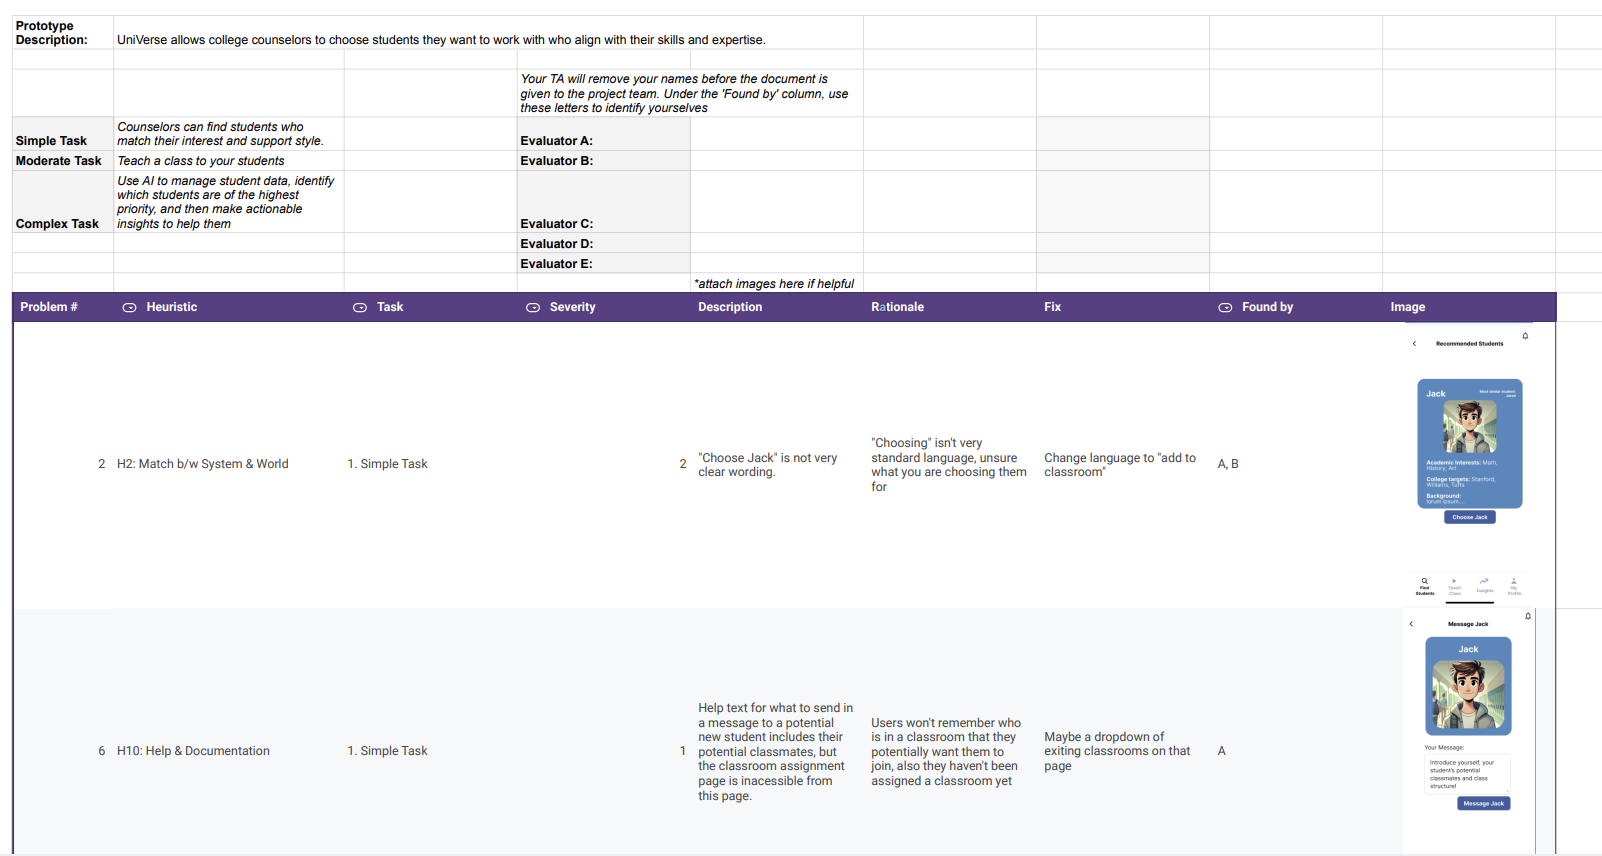 Prototype
Description:
UniVerse allows college counselors to choose students they want to work with who align with their skills and expertise.
Your TA will remove your names before the document is
given to the project team. Under the 'Found by' column, use
these letters to identify yourselves
Simple Task
Counselors can find students who
match their interest and support style.
Evaluator A:
Moderate Task
Teach a class to your students
Evaluator B:
Complex Task
Use AI to manage student data, identify
which students are of the highest
priority, and then make actionable
insights to help them
Evaluator C:
Evaluator D:
Evaluator E:
*attach images here if helpful
Problem #
Heuristic
Task
Severity
Description
Rationale
Fix
Found by
Image
2
H2: Match b/w System & World
1. Simple Task
2
"Choose Jack" is not very
clear wording.
"Choosing" isn't very
standard language, unsure
what you are choosing them
for
Change language to "add to
classroom"
A, B
Recommended Students
Jack
Most similar student:
Academic Interests: Math,
History, Art
College targets: Stanford,
Williams, Tufts
Background:
lorum ipsum....
Choose Jack
Find
Students
Teach
Class
Insights
My
Profile
6
H10: Help & Documentation
1. Simple Task
1
Help text for what to send in
a message to a potential
new student includes their
potential classmates, but
the classroom assignment
page is inacessible from
this page.
Users won't remember who
is in a classroom that they
potentially want them to
join, also they haven't been
assigned a classroom yet
Maybe a dropdown of
exiting classrooms on that
page
A
Message Jack
Jack
Your Message:
Introduce yourself, your
student's potential
classmates and class
structure!
Message Jack